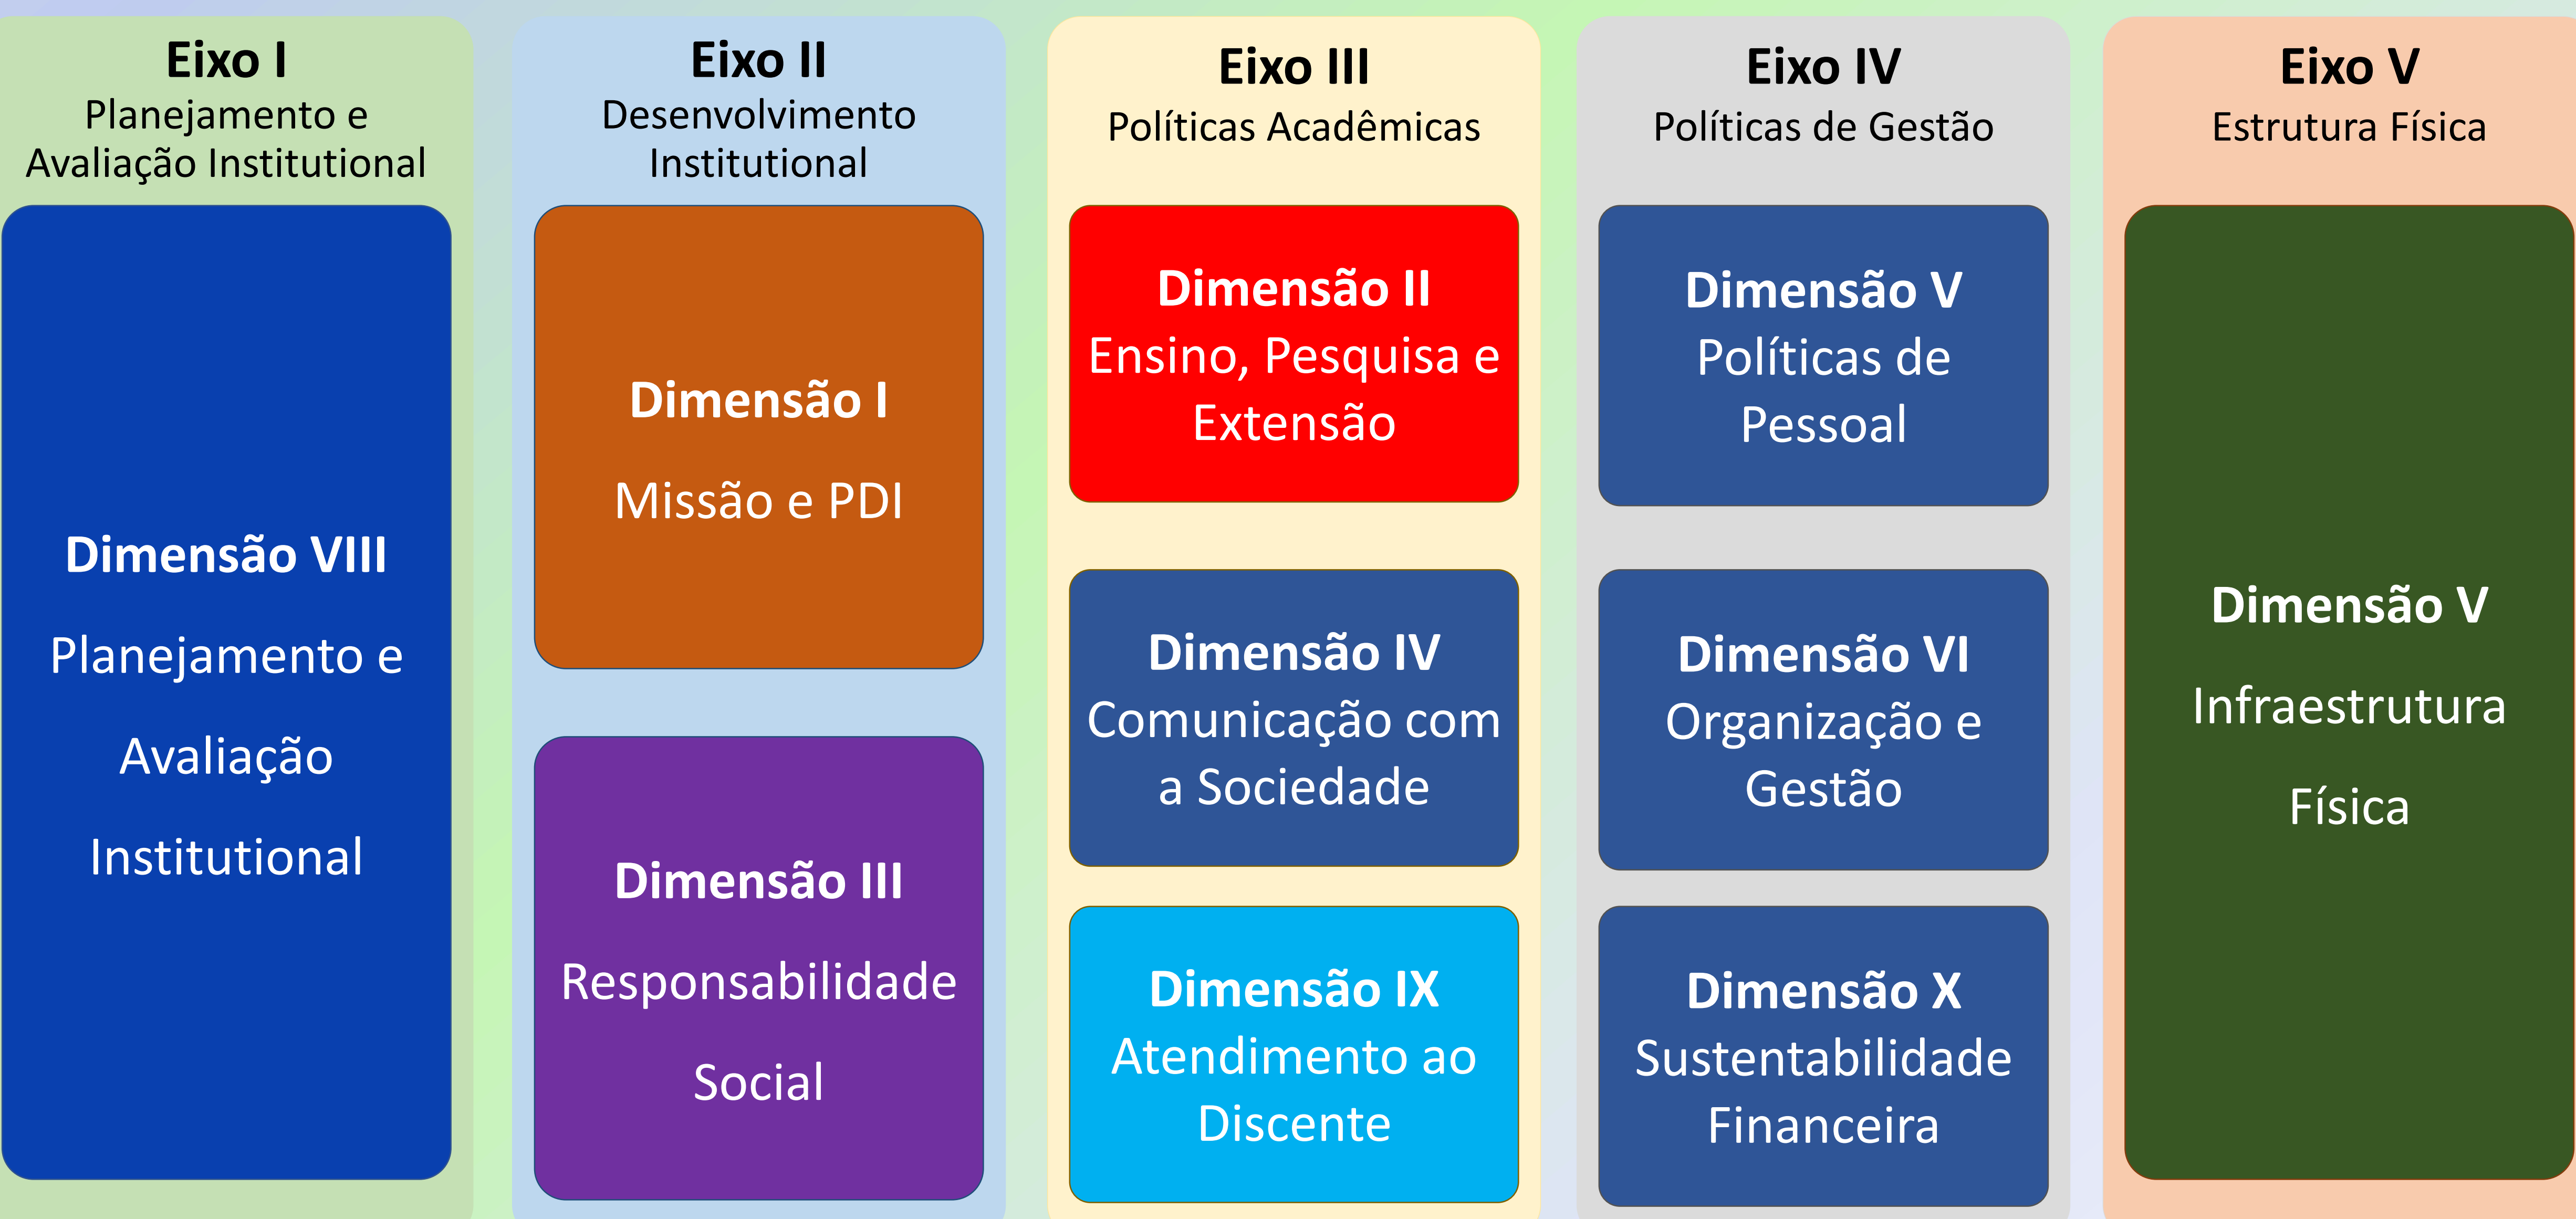 Eixo I
Planejamento e
Avaliação Institutional
Dimensão VIII
Planejamento e
Avaliação
Institutional
Eixo II
Desenvolvimento
Institutional
Dimensão I
Missão e PDI
Dimensão III
Responsabilidade
Social
Eixo III
Políticas Acadêmicas
Dimensão II
Ensino, Pesquisa e
Extensão
Dimensão IV
Comunicação com
a Sociedade
Dimensão IX
Atendimento ao
Discente
Eixo IV
Políticas de Gestão
Dimensão V
Políticas de
Pessoal
Dimensão VI
Organização e
Gestão
Dimensão X
Sustentabilidade
Financeira
Eixo V
Estrutura Física
Dimensão V
Infraestrutura
Física